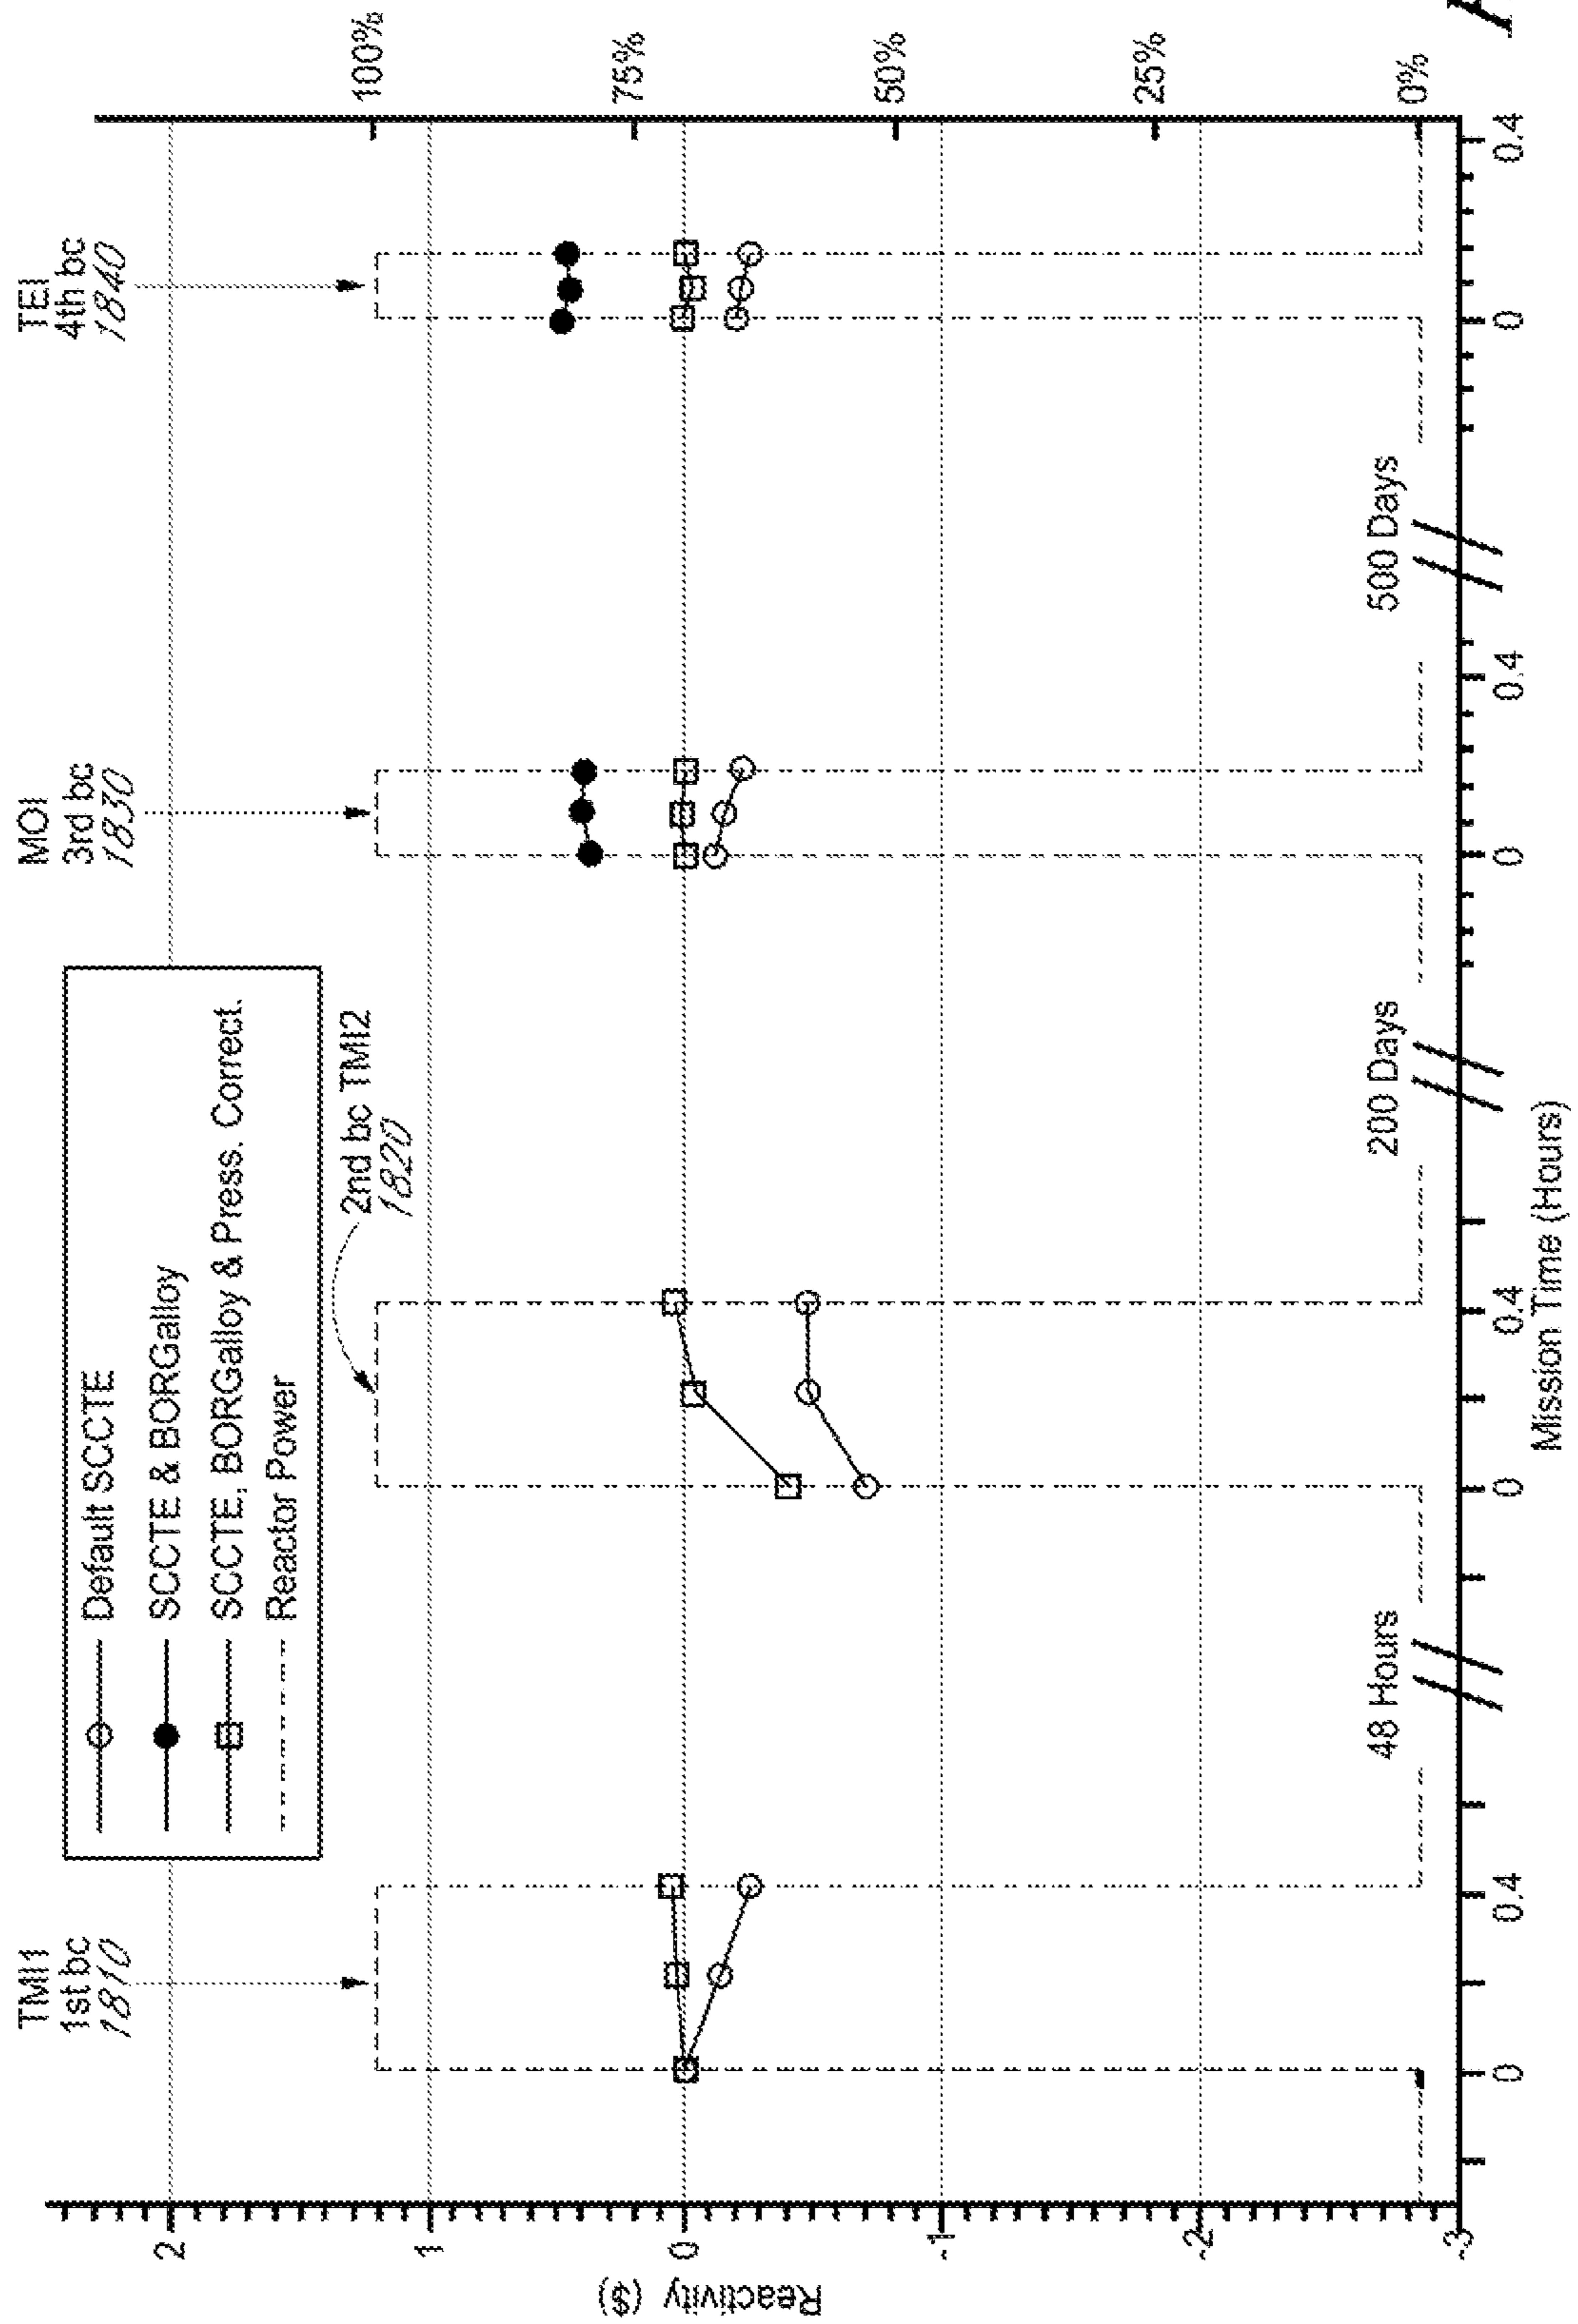 TMI1
1st bc
1810
TEI
4th bc
1840
MOI
3rd bc
1830
Default SCCTE
SCCTE & BORGalloy
SCCTE, BORGalloy & Press. Correct.
Reactor Power
2nd bc TMI2
1820
2
1
0
-1
-2
-3
Reactivity ($)
100%
75%
50%
25%
0%
48 Hours
200 Days
500 Days
0
0.4
0
0.4
0
0.4
0
0.4
Mission Time (Hours)